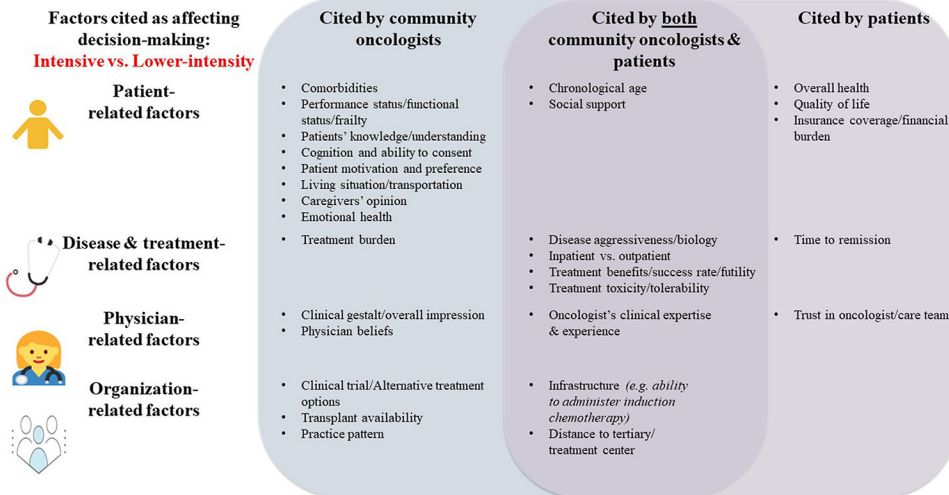 Factors cited as affecting
decision-making:
Intensive vs. Lower-intensity
Cited by community
oncologists
Cited by both
community oncologists &
patients
Cited by patients
Patient-
related factors
• Comorbidities
• Performance status/functional
status/frailty
• Patients' knowledge/understanding
• Cognition and ability to consent
• Patient motivation and preference
• Living situation/transportation
• Caregivers' opinion
• Emotional health
• Chronological age
• Social support
• Overall health
• Quality of life
• Insurance coverage/financial
burden
Disease & treatment-
related factors
• Treatment burden
• Disease aggressiveness/biology
• Inpatient vs. outpatient
• Treatment benefits/success rate/futility
• Treatment toxicity/tolerability
• Time to remission
Physician-
related factors
• Clinical gestalt/overall impression
• Physician beliefs
• Oncologist's clinical expertise
& experience
• Trust in oncologist/care team
Organization-
related factors
• Clinical trial/Alternative treatment
options
• Transplant availability
• Practice pattern
• Infrastructure (e.g. ability
to administer induction
chemotherapy)
• Distance to tertiary/
treatment center